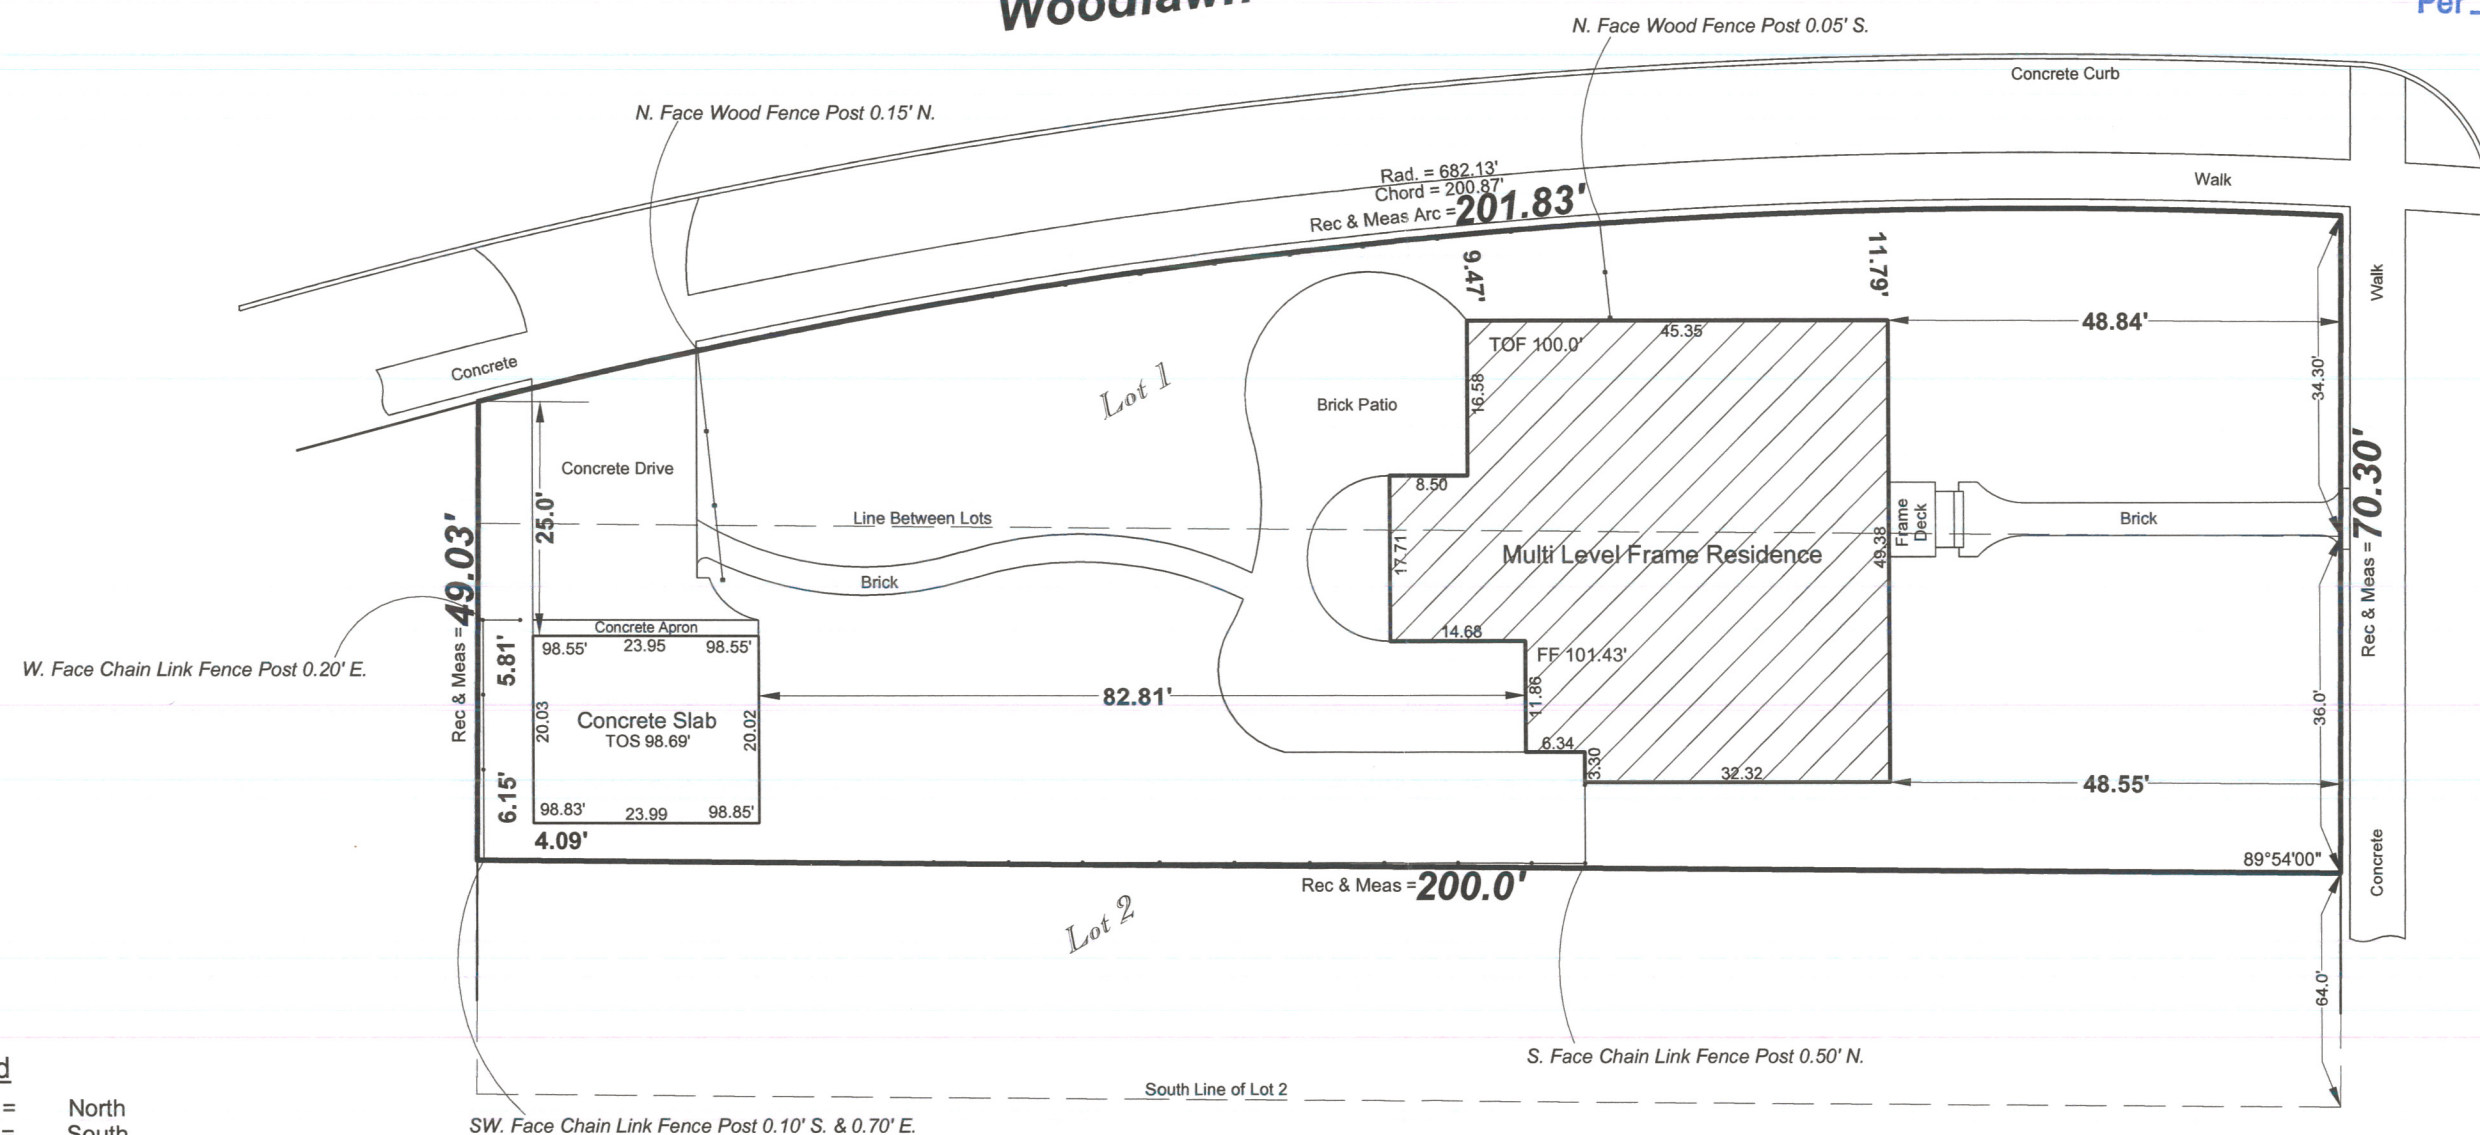 Woodlawn
Per
N. Face Wood Fence Post 0.05' S.
Concrete Curb
N. Face Wood Fence Post 0.15' N.
Rad. = 682.13'
Chord = 200.87'
Rec & Meas Arc = 201.83'
Walk
9.47'
11.79'
Walk
48.84'
45.35
TOF 100.0'
Concrete
34.30'
16.58
Lot 1
Brick Patio
Concrete Drive
25.0'
8.50
Rec & Meas = 70.30'
Line Between Lots
Brick
Frame
Deck
49.38
Multi Level Frame Residence
17.71
Rec & Meas = 49.03'
Brick
Concrete Apron
14.68
98.55' 23.95 98.55'
5.81'
FF 101.43'
W. Face Chain Link Fence Post 0.20' E.
82.81'
11.86
36.0'
20.03
Concrete Slab
TOS 98.69'
20.02
6.34
3.30
32.32
48.55'
6.15'
98.83' 23.99 98.85'
4.09'
89°54'00"
Concrete
Rec & Meas = 200.0'
Lot 2
64.0'
S. Face Chain Link Fence Post 0.50' N.
South Line of Lot 2
d
= North
= South
SW. Face Chain Link Fence Post 0.10' S. & 0.70' E.